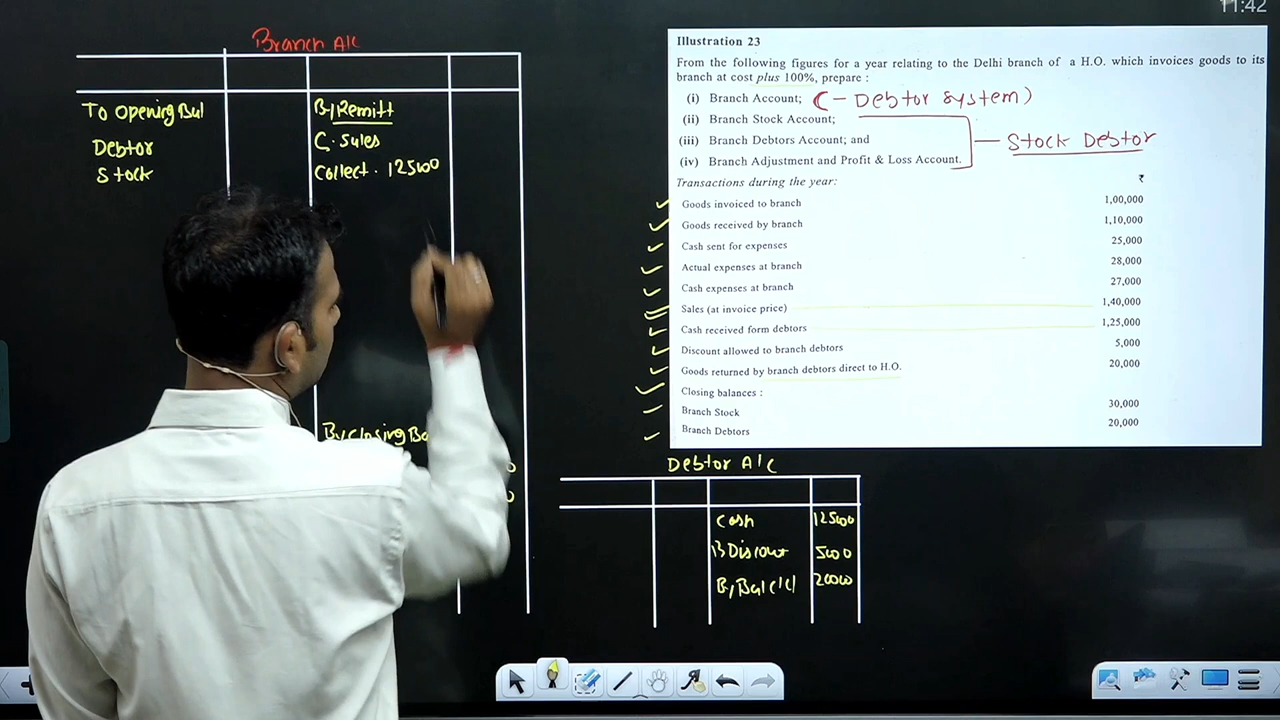 11:42
Branch A/c
To Opening Bal
Debtor
Stock
By Remitt
C. Sales
Collect. 125000
By Closing Ba
Illustration 23
From the following figures for a year relating to the Delhi branch of a H.O. which invoices goods to its
branch at cost plus 100%, prepare :
(i) Branch Account; (- Debtor System)
(ii) Branch Stock Account;
(iii) Branch Debtors Account; and
(iv) Branch Adjustment and Profit & Loss Account.
Stock Debtor
Transactions during the year: ₹
Goods invoiced to branch 1,00,000
Goods received by branch 1,10,000
Cash sent for expenses 25,000
Actual expenses at branch 28,000
Cash expenses at branch 27,000
Sales (at invoice price) 1,40,000
Cash received form debtors 1,25,000
Discount allowed to branch debtors 5,000
Goods returned by branch debtors direct to H.O. 20,000
Closing balances :
Branch Stock 30,000
Branch Debtors 20,000
Debtor A/c
Cash 125000
B Discount 5000
By Bal c/d 20000